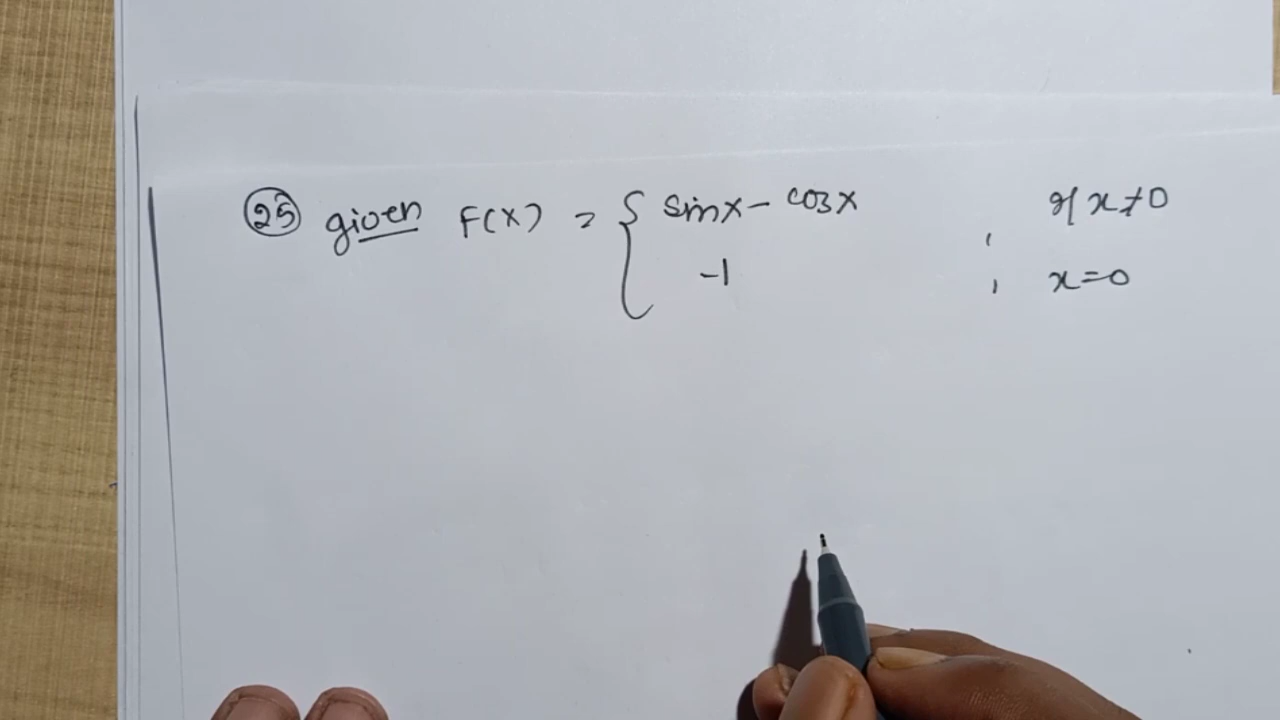 25 given F(x) = { sinx - cosx , if x≠0
-1 , x=0